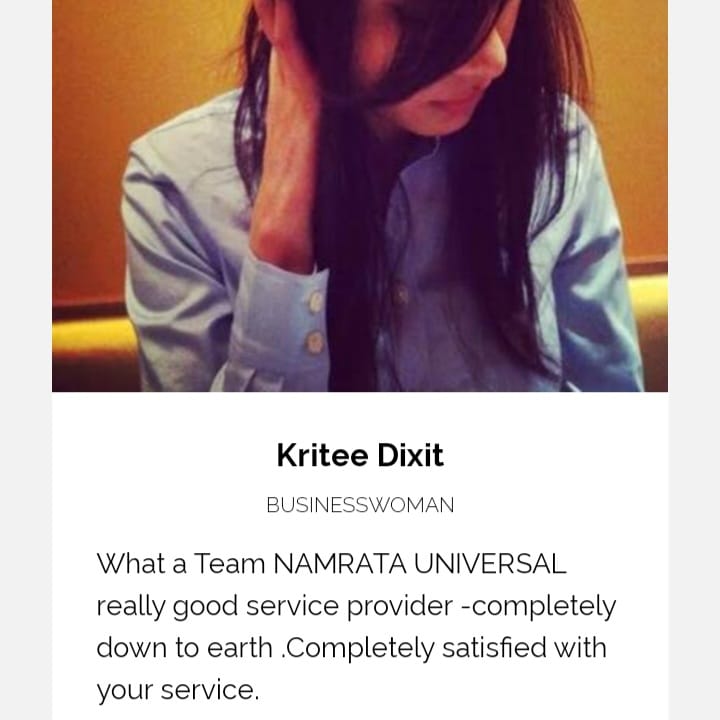 Kritee Dixit
BUSINESSWOMAN
What a Team NAMRATA UNIVERSAL
really good service provider -completely
down to earth .Completely satisfied with
your service.